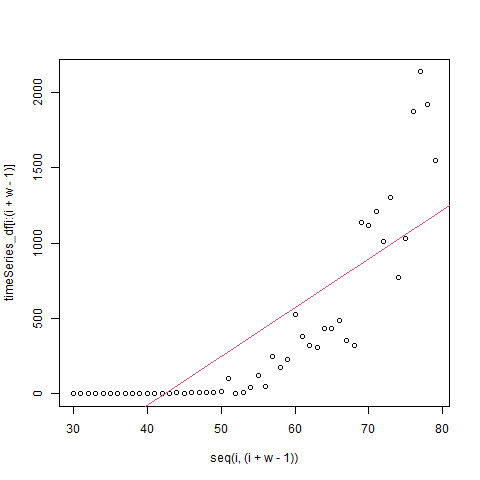 2000
1500
1000
500
0
timeSeries_df[i:(i + w - 1)]
30 40 50 60 70 80
seq(i, (i + w - 1))